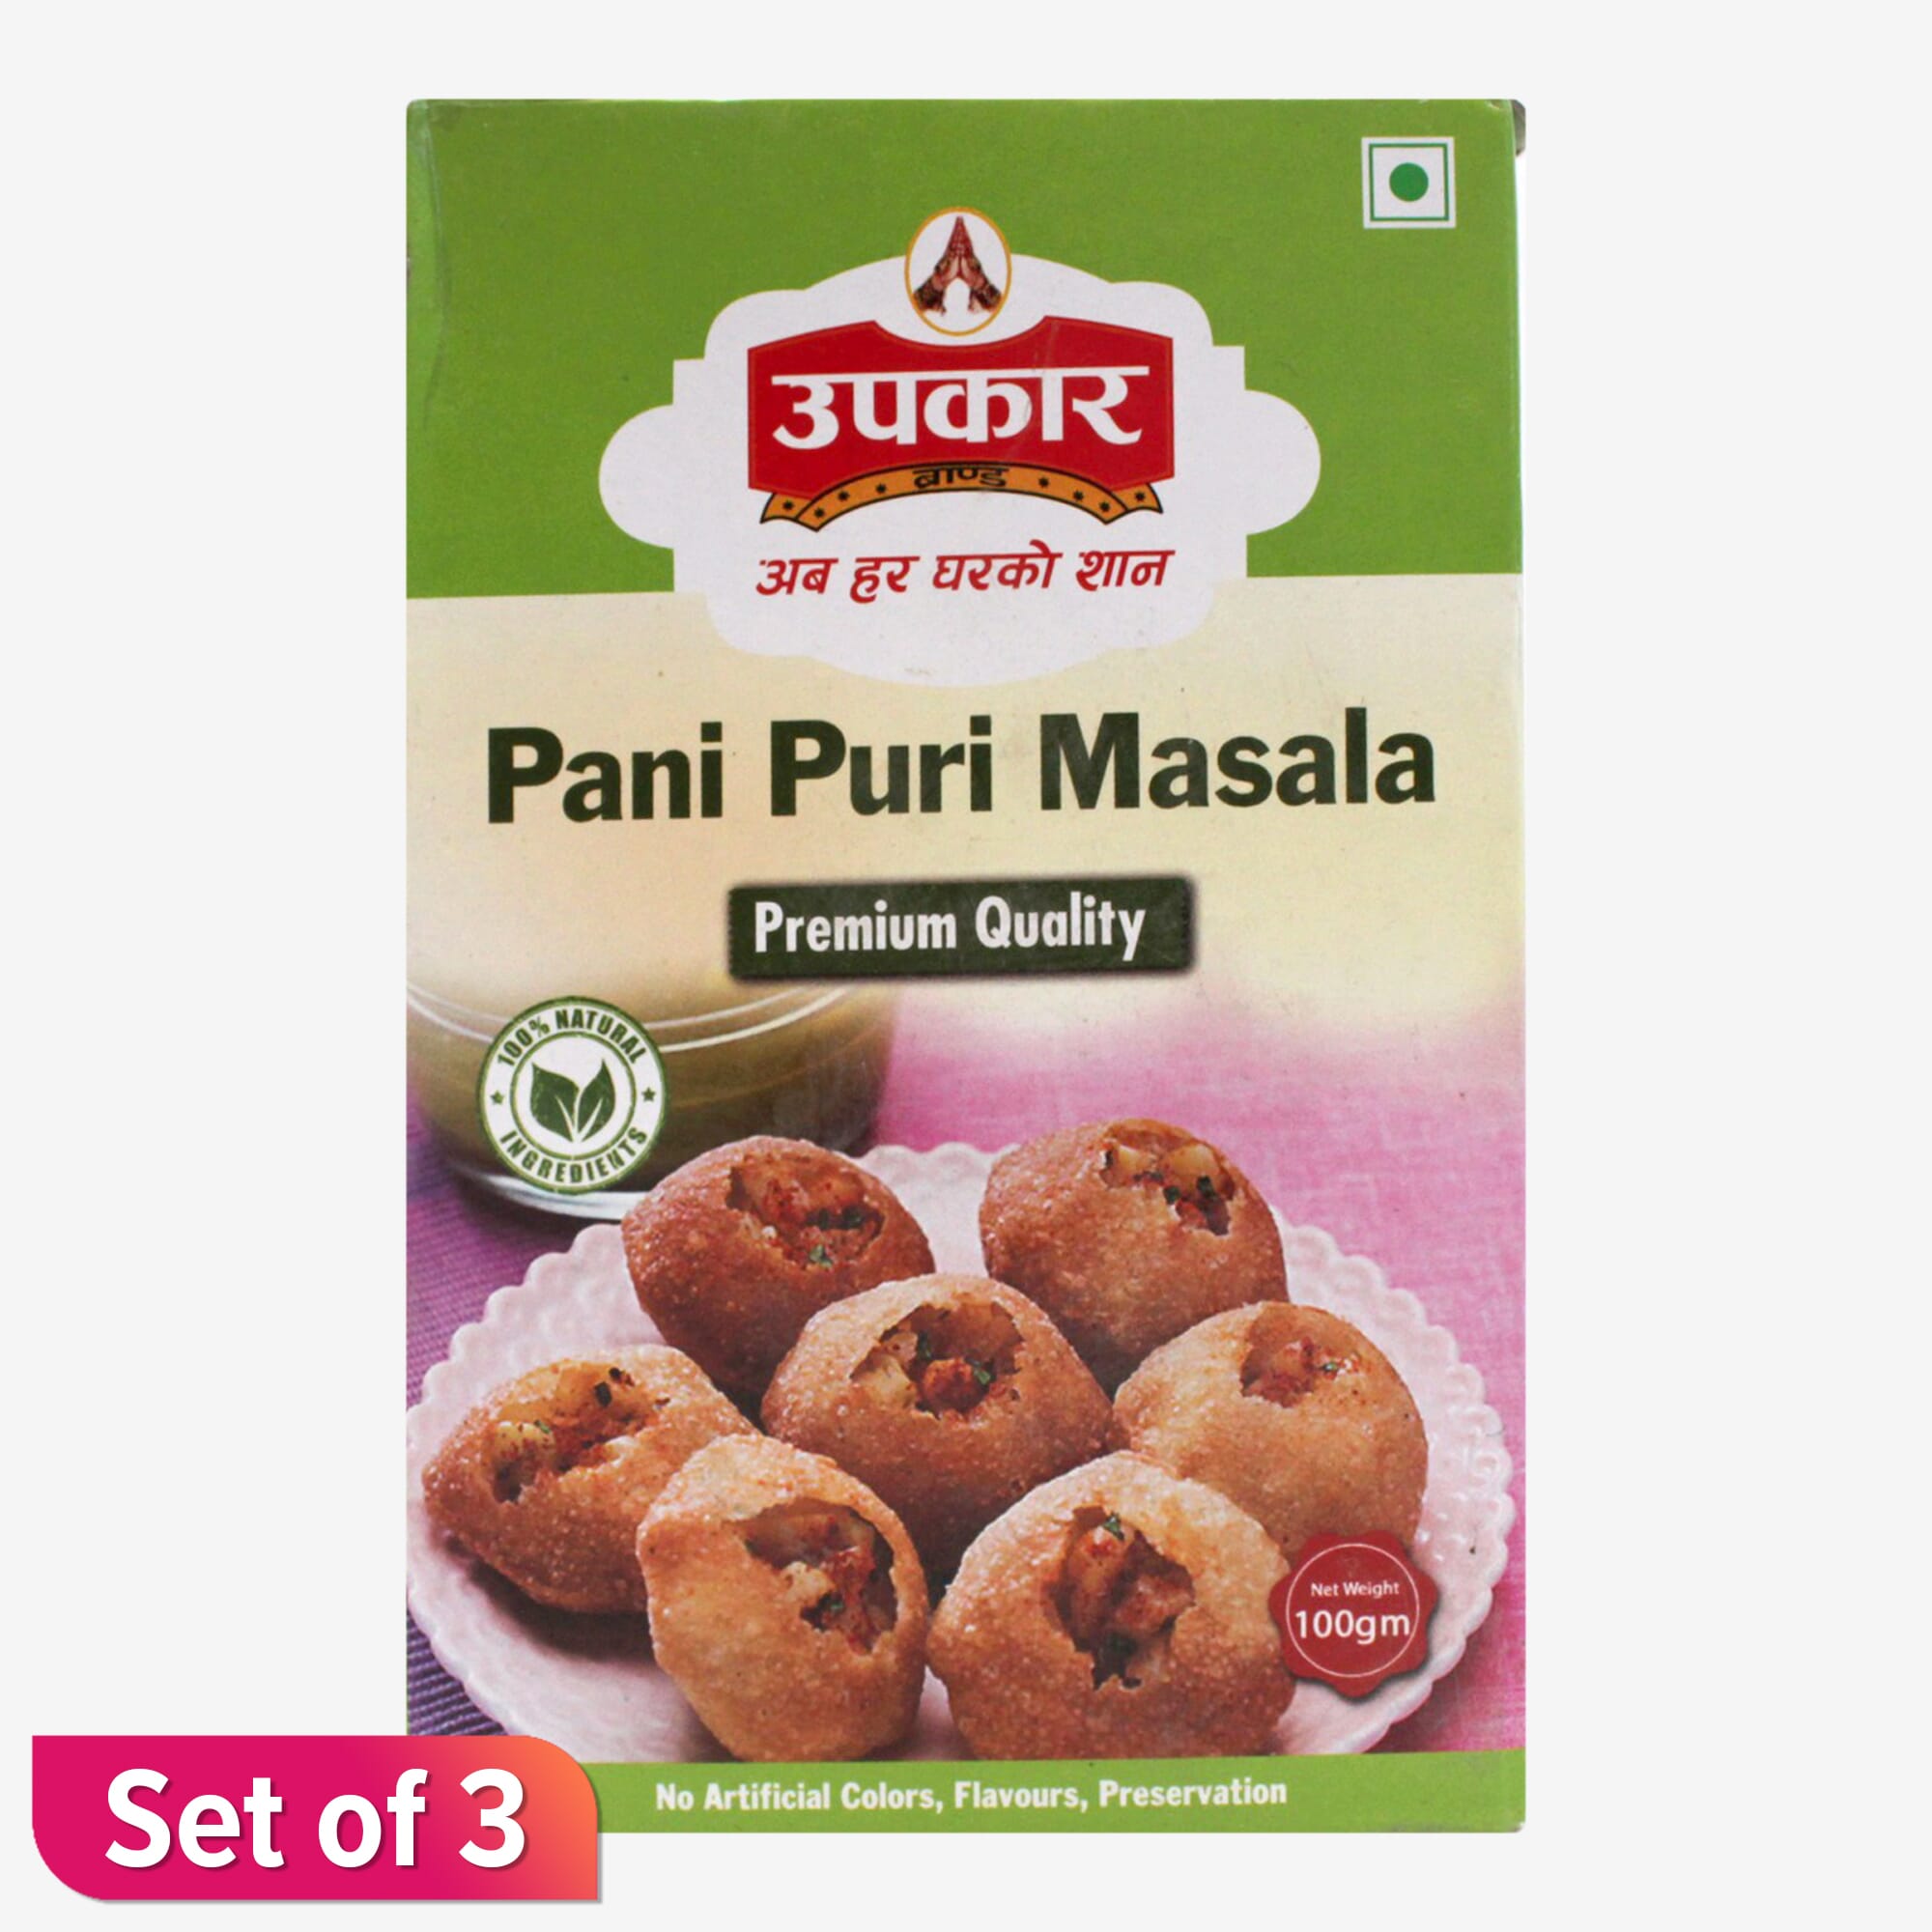 उपकार
ब्राण्ड
अब हर घरको शान
Pani Puri Masala
Premium Quality
100% NATURAL
INGREDIENTS
Net Weight
100gm
No Artificial Colors, Flavours, Preservation
Set of 3